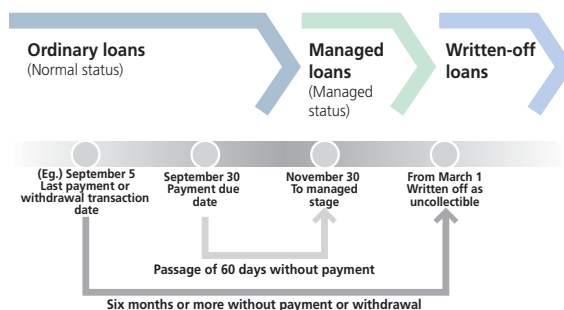 Ordinary loans
(Normal status)
Managed
loans
(Managed
status)
Written-off
loans
(Eg.) September 5
Last payment or
withdrawal transaction
date
September 30
Payment due
date
November 30
To managed
stage
From March 1
Written off as
uncollectible
Passage of 60 days without payment
Six months or more without payment or withdrawal